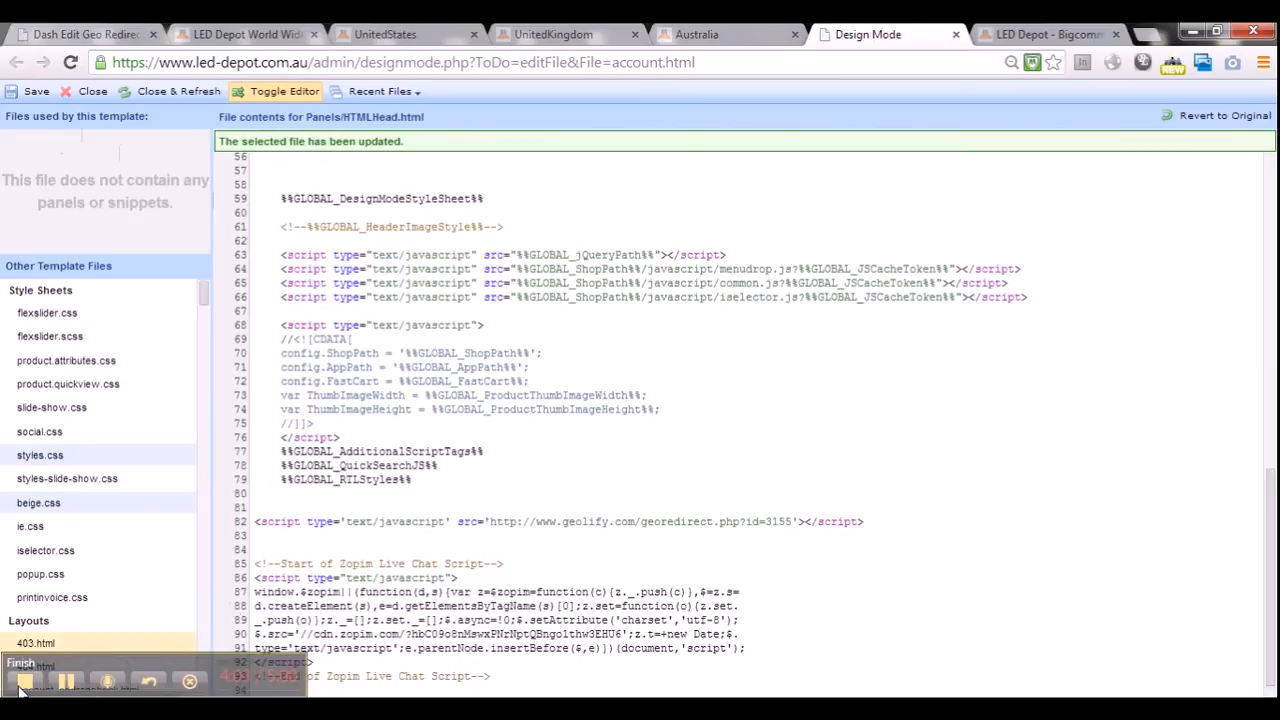 Dash Edit Geo Redirec
LED Depot World Wide
UnitedStates
UnitedKingdom
Australia
Design Mode
LED Depot - Bigcomm
https://www.led-depot.com.au/admin/designmode.php?ToDo=editFile&File=account.html
NEW
Save
Close
Close & Refresh
Toggle Editor
Recent Files
Files used by this template:
File contents for Panels/HTMLHead.html
Revert to Original
The selected file has been updated.
This file does not contain any
panels or snippets.
Other Template Files
Style Sheets
flexslider.css
flexslider.scss
product.attributes.css
product.quickview.css
slide-show.css
social.css
styles.css
styles-slide-show.css
beige.css
ie.css
iselector.css
popup.css
printinvoice.css
Layouts
403.html
Finish
56
57
58
59 %%GLOBAL_DesignModeStyleSheet%%
60
61 <!--%%GLOBAL_HeaderImageStyle%%-->
62
63 <script type="text/javascript" src="%%GLOBAL_jQueryPath%%"></script>
64 <script type="text/javascript" src="%%GLOBAL_ShopPath%%/javascript/menudrop.js?%%GLOBAL_JSCacheToken%%"></script>
65 <script type="text/javascript" src="%%GLOBAL_ShopPath%%/javascript/common.js?%%GLOBAL_JSCacheToken%%"></script>
66 <script type="text/javascript" src="%%GLOBAL_ShopPath%%/javascript/iselector.js?%%GLOBAL_JSCacheToken%%"></script>
67
68 <script type="text/javascript">
69 //<![CDATA[
70 config.ShopPath = '%%GLOBAL_ShopPath%%';
71 config.AppPath = '%%GLOBAL_AppPath%%';
72 config.FastCart = %%GLOBAL_FastCart%%;
73 var ThumbImageWidth = %%GLOBAL_ProductThumbImageWidth%%;
74 var ThumbImageHeight = %%GLOBAL_ProductThumbImageHeight%%;
75 //]]>
76 </script>
77 %%GLOBAL_AdditionalScriptTags%%
78 %%GLOBAL_QuickSearchJS%%
79 %%GLOBAL_RTLStyles%%
80
81
82 <script type='text/javascript' src='http://www.geolify.com/georedirect.php?id=3155'></script>
83
84
85 <!--Start of Zopim Live Chat Script-->
86 <script type="text/javascript">
87 window.$zopim||(function(d,s){var z=$zopim=function(c){z._.push(c)},$=z.s=
88 d.createElement(s),e=d.getElementsByTagName(s)[0];z.set=function(o){z.set.
89 _.push(o)};z._=[];z.set._=[];$.async=!0;$.setAttribute('charset','utf-8');
90 $.src='//cdn.zopim.com/?hbC09o8nMswxPNrNptQBngo1thw3EHU6';z.t=+new Date;$.
91 type='text/javascript';e.parentNode.insertBefore($,e)})(document,'script');
92 </script>
93 <!--End of Zopim Live Chat Script-->
94